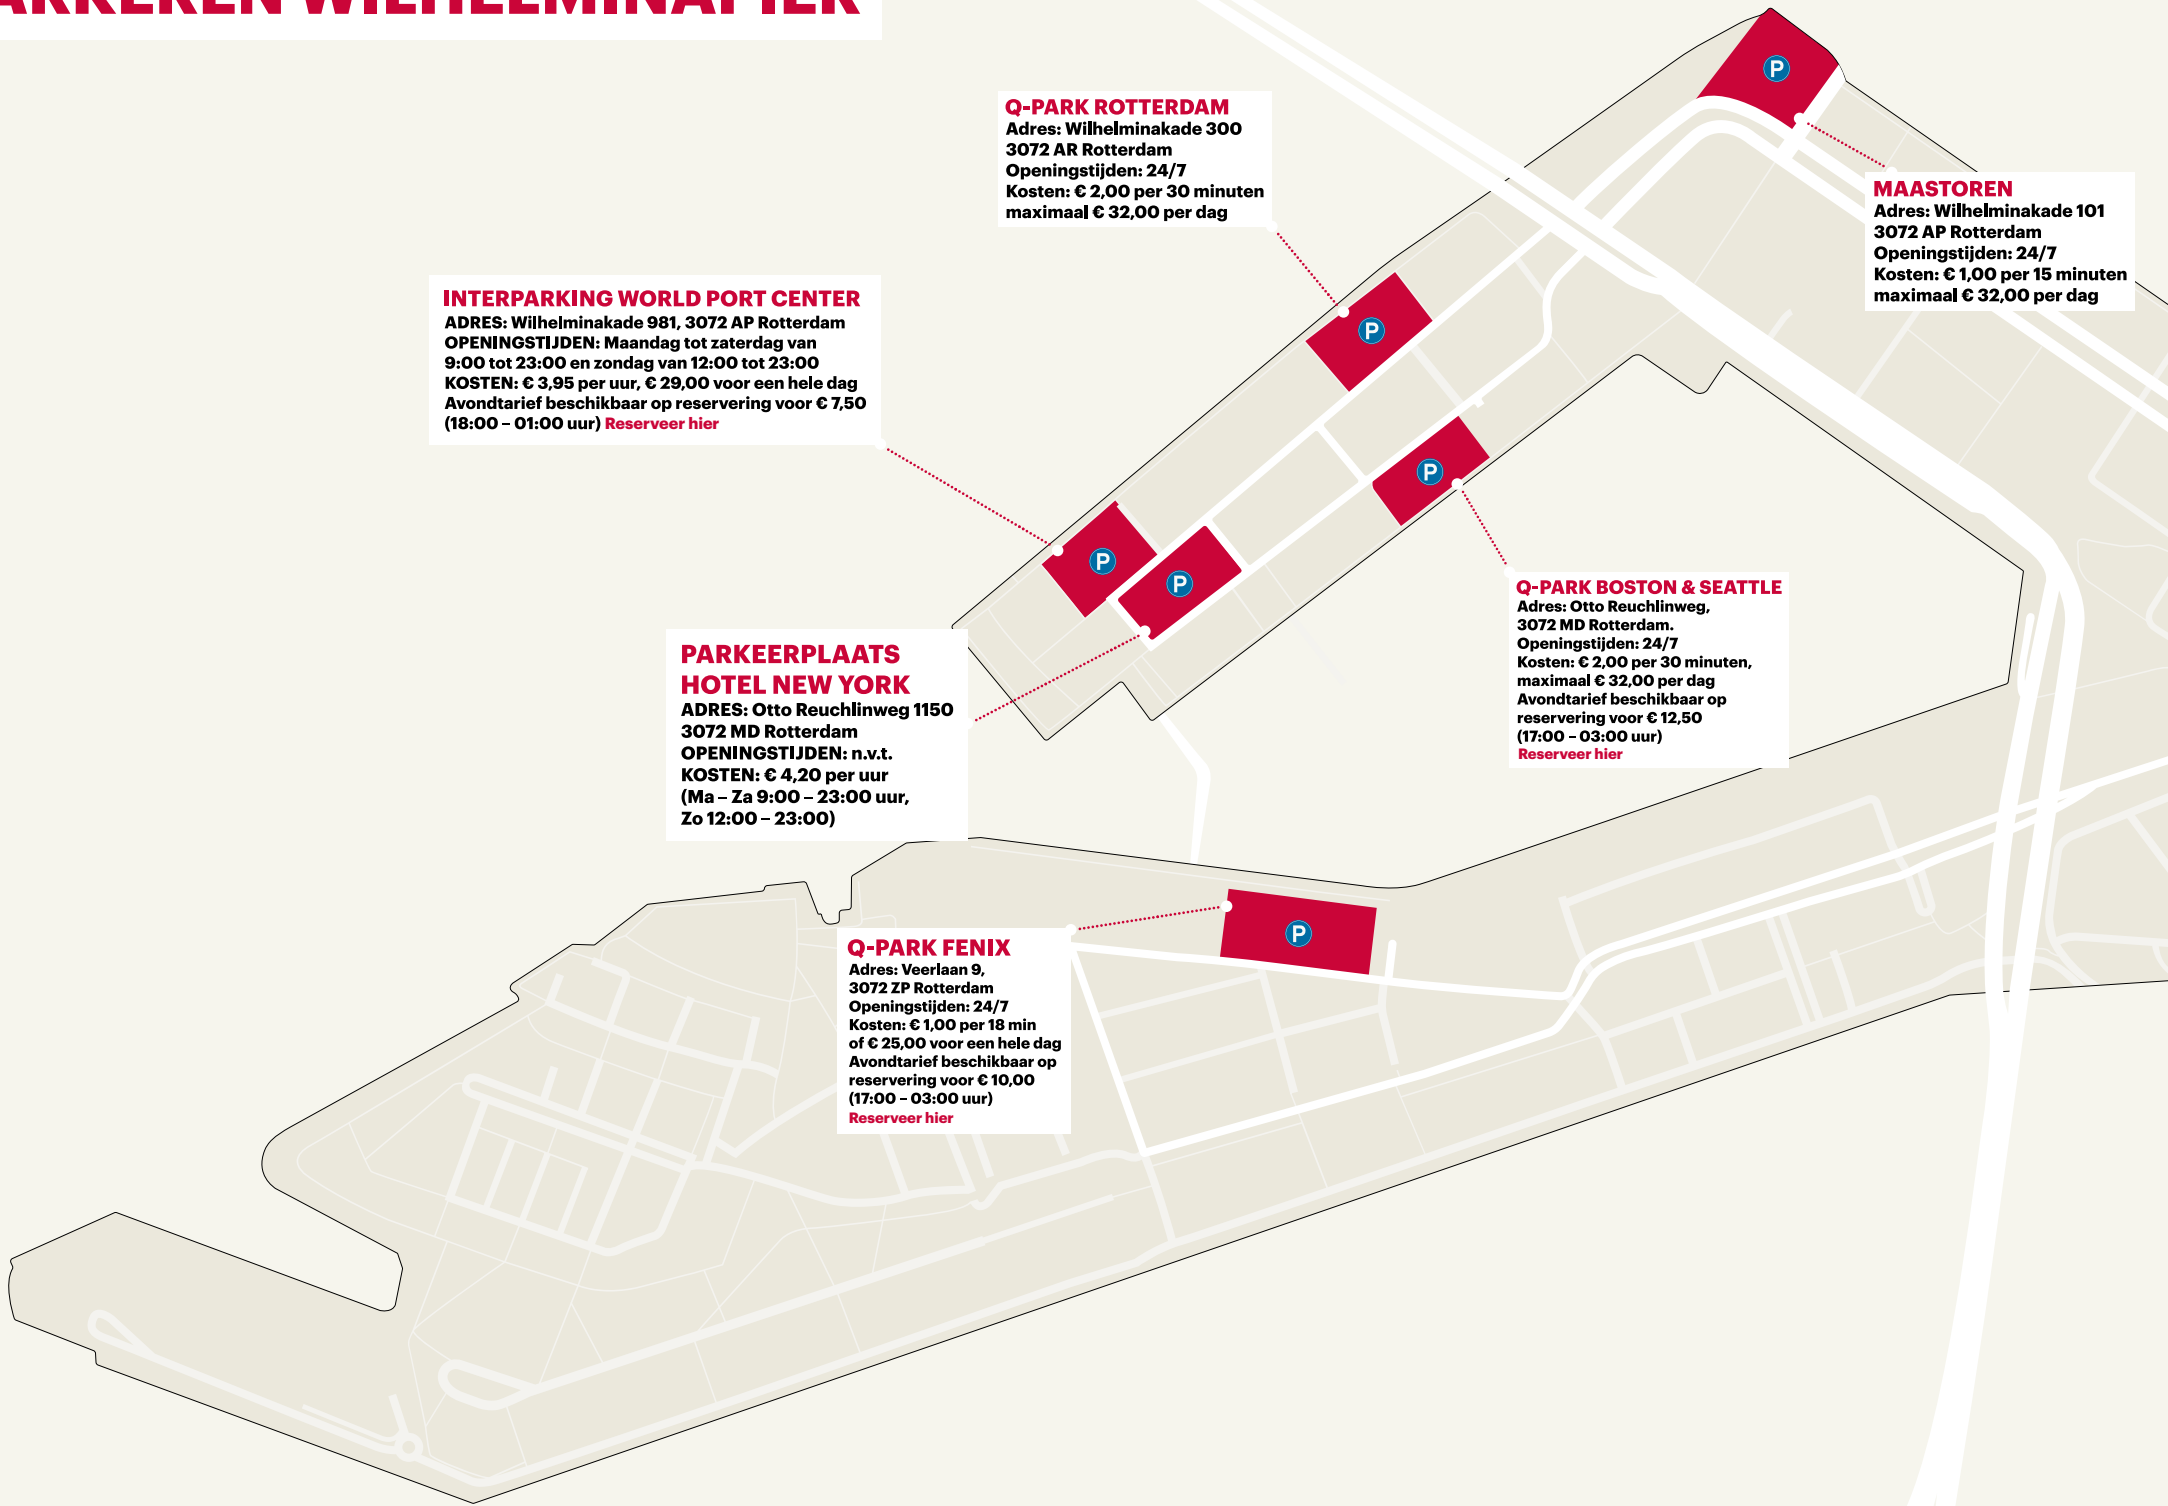 PARKEREN WILHELMINAPIER
P
Q-PARK ROTTERDAM
Adres: Wilhelminakade 300
3072 AR Rotterdam
Openingstijden: 24/7
Kosten: € 2,00 per 30 minuten
maximaal € 32,00 per dag
MAASTOREN
Adres: Wilhelminakade 101
3072 AP Rotterdam
Openingstijden: 24/7
Kosten: € 1,00 per 15 minuten
maximaal € 32,00 per dag
INTERPARKING WORLD PORT CENTER
ADRES: Wilhelminakade 981, 3072 AP Rotterdam
OPENINGSTIJDEN: Maandag tot zaterdag van
9:00 tot 23:00 en zondag van 12:00 tot 23:00
KOSTEN: € 3,95 per uur, € 29,00 voor een hele dag
Avondtarief beschikbaar op reservering voor € 7,50
(18:00 – 01:00 uur) Reserveer hier
P
P
P
P
Q-PARK BOSTON & SEATTLE
Adres: Otto Reuchlinweg,
3072 MD Rotterdam.
Openingstijden: 24/7
Kosten: € 2,00 per 30 minuten,
maximaal € 32,00 per dag
Avondtarief beschikbaar op
reservering voor € 12,50
(17:00 – 03:00 uur)
Reserveer hier
PARKEERPLAATS
HOTEL NEW YORK
ADRES: Otto Reuchlinweg 1150
3072 MD Rotterdam
OPENINGSTIJDEN: n.v.t.
KOSTEN: € 4,20 per uur
(Ma – Za 9:00 – 23:00 uur,
Zo 12:00 – 23:00)
P
Q-PARK FENIX
Adres: Veerlaan 9,
3072 ZP Rotterdam
Openingstijden: 24/7
Kosten: € 1,00 per 18 min
of € 25,00 voor een hele dag
Avondtarief beschikbaar op
reservering voor € 10,00
(17:00 – 03:00 uur)
Reserveer hier